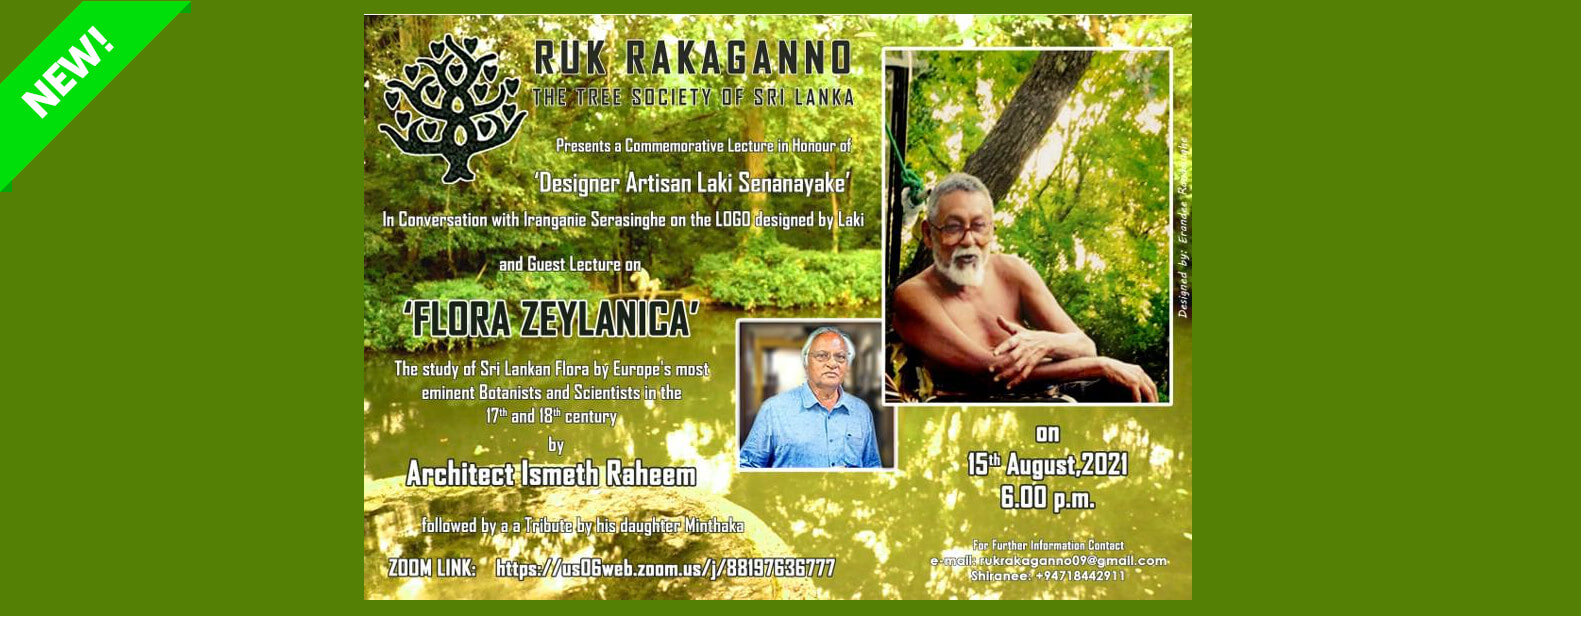 NEW!
RUK RAKAGANNO
THE TREE SOCIETY OF SRI LANKA
Presents a Commemorative Lecture in Honour of
‘Designer Artisan Laki Senanayake’
In Conversation with Iranganie Serasinghe on the LOGO designed by Laki
and Guest Lecture on
‘FLORA ZEYLANICA’
The study of Sri Lankan Flora by Europe's most
eminent Botanists and Scientists in the
17th and 18th century
by
Architect Ismeth Raheem
followed by a a Tribute by his daughter Minthaka
ZOOM LINK: https://us06web.zoom.us/j/88197636777
on
15th August,2021
6.00 p.m.
For Further Information Contact
e-mail: rukrakaganno09@gmail.com
Shiranee: +94718442911
Designed by: Erandee